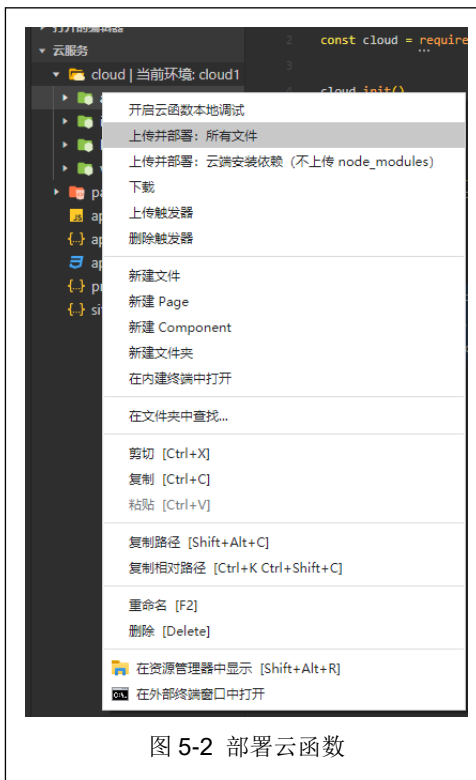 2 const cloud = require
3
云服务
cloud | 当前环境: cloud1
cloud.init()
开启云函数本地调试
上传并部署：所有文件
上传并部署：云端安装依赖（不上传 node_modules）
下载
上传触发器
删除触发器
新建文件
新建 Page
新建 Component
新建文件夹
在内建终端中打开
在文件夹中查找...
剪切 [Ctrl+X]
复制 [Ctrl+C]
粘贴 [Ctrl+V]
复制路径 [Shift+Alt+C]
复制相对路径 [Ctrl+K Ctrl+Shift+C]
重命名 [F2]
删除 [Delete]
在资源管理器中显示 [Shift+Alt+R]
在外部终端窗口中打开
图 5-2 部署云函数